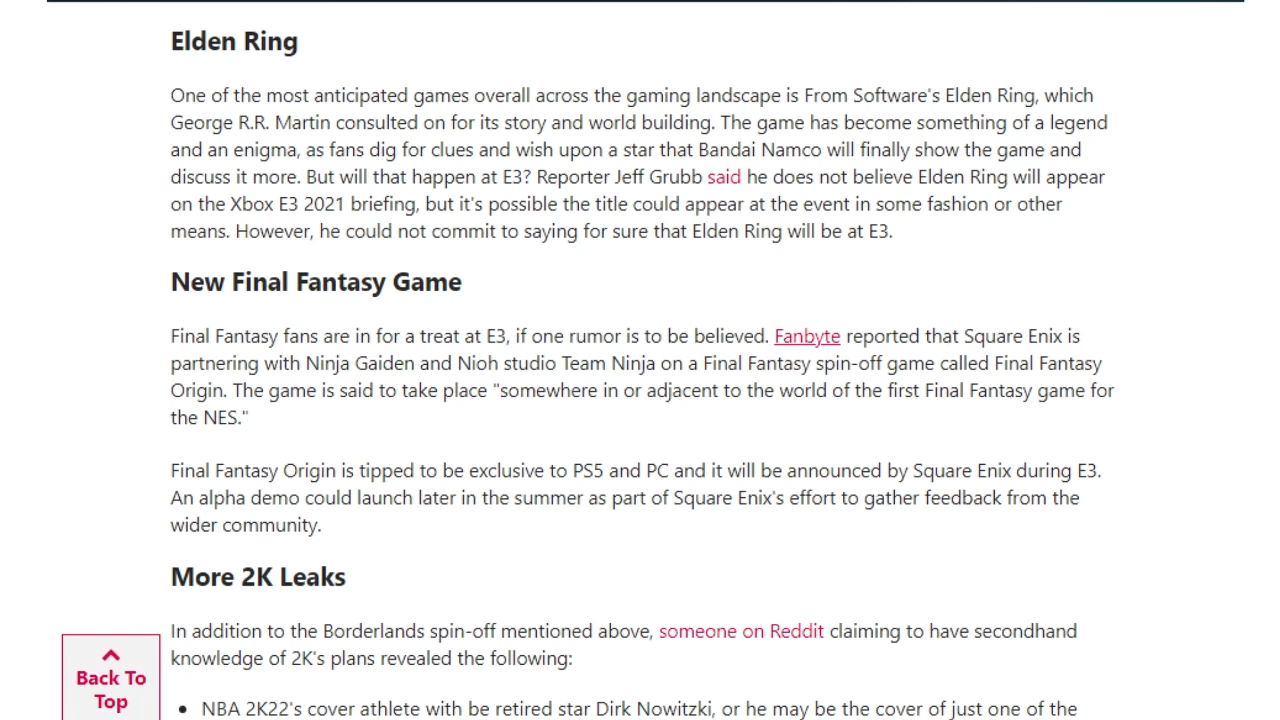 Elden Ring
One of the most anticipated games overall across the gaming landscape is From Software's Elden Ring, which
George R.R. Martin consulted on for its story and world building. The game has become something of a legend
and an enigma, as fans dig for clues and wish upon a star that Bandai Namco will finally show the game and
discuss it more. But will that happen at E3? Reporter Jeff Grubb said he does not believe Elden Ring will appear
on the Xbox E3 2021 briefing, but it's possible the title could appear at the event in some fashion or other
means. However, he could not commit to saying for sure that Elden Ring will be at E3.
New Final Fantasy Game
Final Fantasy fans are in for a treat at E3, if one rumor is to be believed. Fanbyte reported that Square Enix is
partnering with Ninja Gaiden and Nioh studio Team Ninja on a Final Fantasy spin-off game called Final Fantasy
Origin. The game is said to take place "somewhere in or adjacent to the world of the first Final Fantasy game for
the NES."
Final Fantasy Origin is tipped to be exclusive to PS5 and PC and it will be announced by Square Enix during E3.
An alpha demo could launch later in the summer as part of Square Enix's effort to gather feedback from the
wider community.
More 2K Leaks
In addition to the Borderlands spin-off mentioned above, someone on Reddit claiming to have secondhand
knowledge of 2K's plans revealed the following:
Back To
Top
• NBA 2K22's cover athlete with be retired star Dirk Nowitzki, or he may be the cover of just one of the